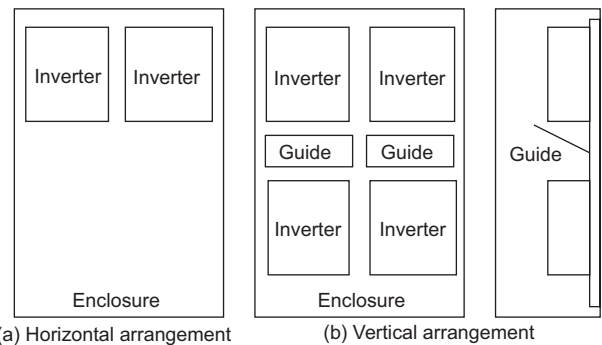 Inverter Inverter
Enclosure
(a) Horizontal arrangement
Inverter Inverter
Guide Guide
Inverter Inverter
Enclosure
(b) Vertical arrangement
Guide